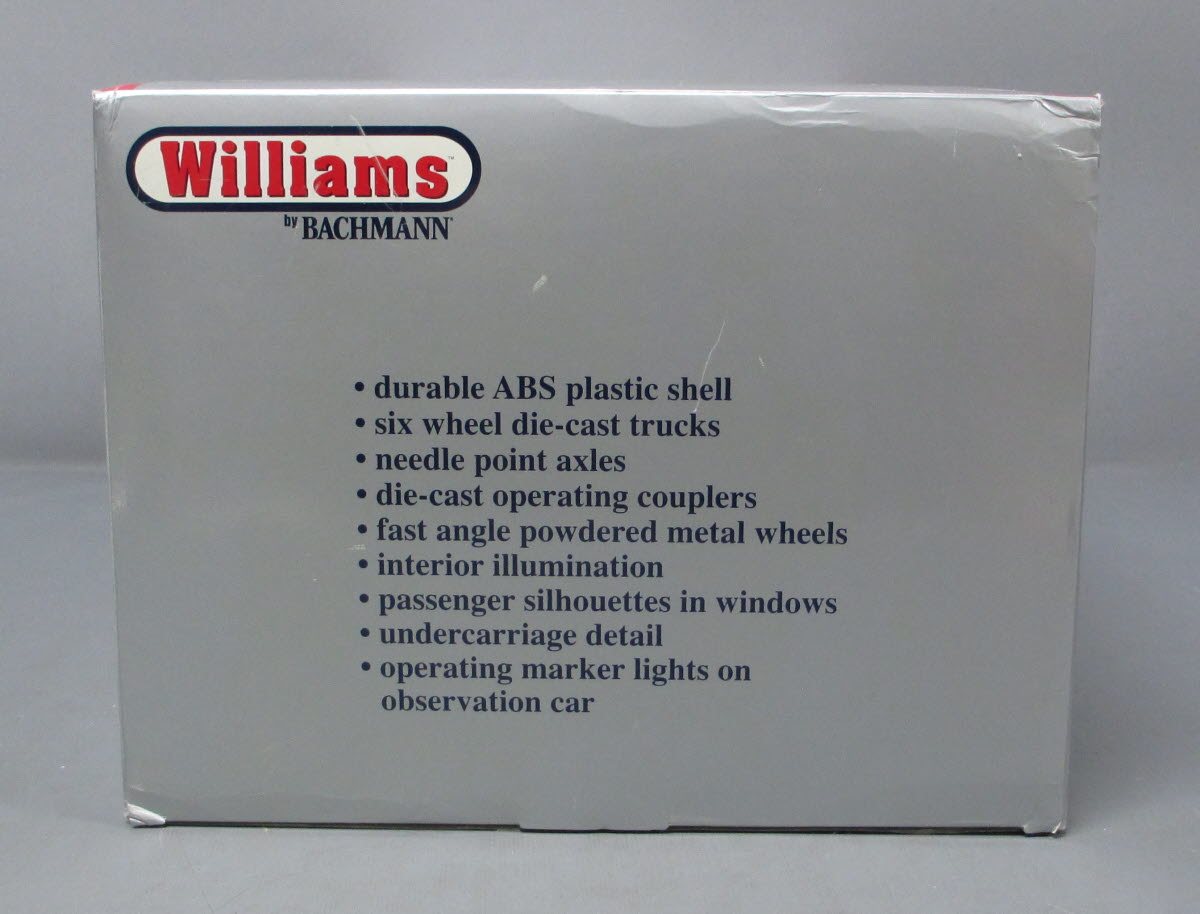 Williams™
by BACHMANN
• durable ABS plastic shell
• six wheel die-cast trucks
• needle point axles
• die-cast operating couplers
• fast angle powdered metal wheels
• interior illumination
• passenger silhouettes in windows
• undercarriage detail
• operating marker lights on
observation car